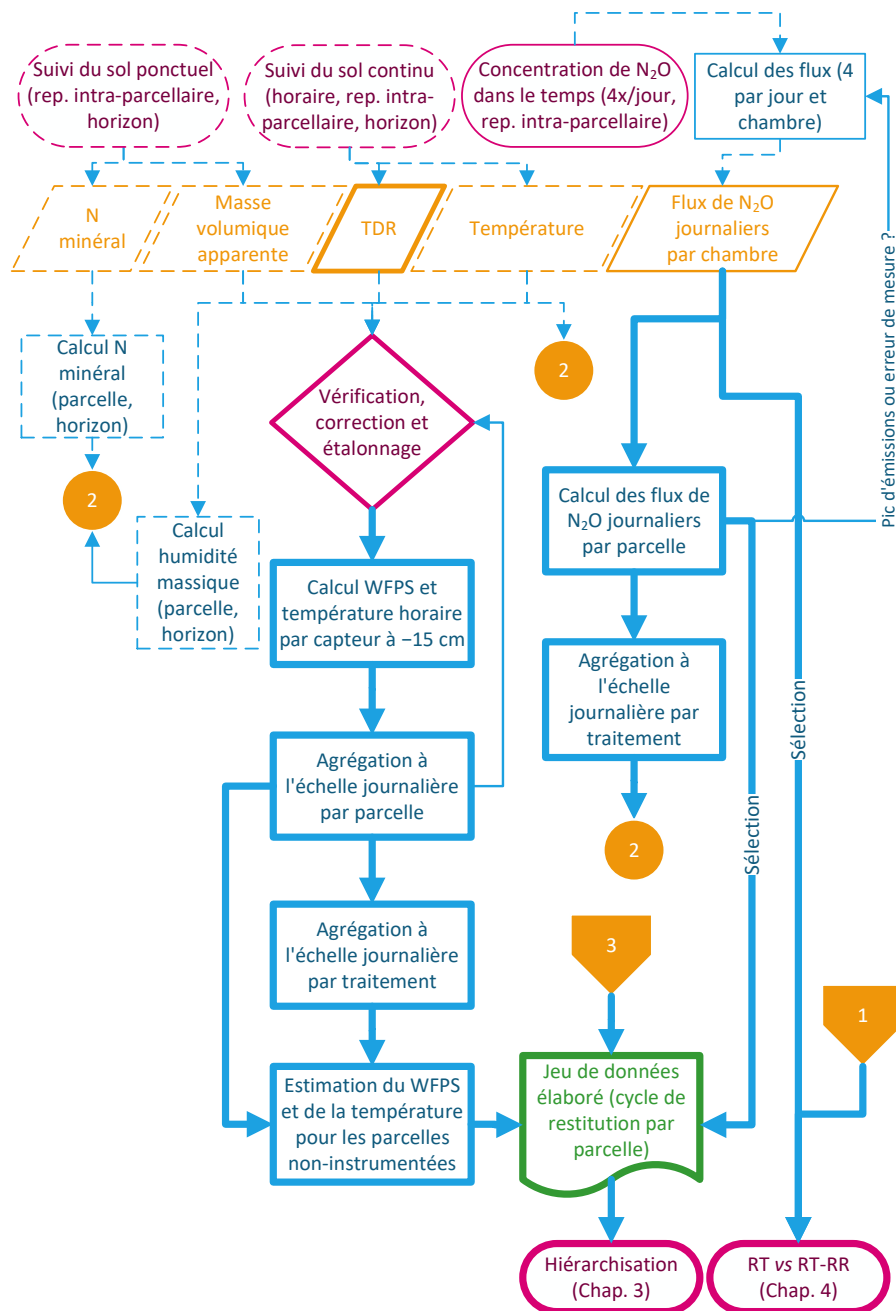 Suivi du sol ponctuel
(rep. intra-parcellaire,
horizon)
Suivi du sol continu
(horaire, rep. intra-
parcellaire, horizon)
Concentration de N₂O
dans le temps (4x/jour,
rep. intra-parcellaire)
Calcul des flux (4
par jour et
chambre)
N
minéral
Masse
volumique
apparente
TDR
Température
Flux de N₂O
journaliers
par chambre
Pic d'émissions ou erreur de mesure ?
Calcul N
minéral
(parcelle,
horizon)
2
Vérification,
correction et
étalonnage
2
Calcul
humidité
massique
(parcelle,
horizon)
Calcul des flux de
N₂O journaliers
par parcelle
Calcul WFPS et
température horaire
par capteur à −15 cm
Agrégation à
l'échelle
journalière par
traitement
Sélection
Agrégation à
l'échelle journalière
par parcelle
Sélection
2
Agrégation à
l'échelle journalière
par traitement
3
1
Estimation du WFPS
et de la température
pour les parcelles
non-instrumentées
Jeu de données
élaboré (cycle de
restitution par
parcelle)
Hiérarchisation
(Chap. 3)
RT vs RT-RR
(Chap. 4)